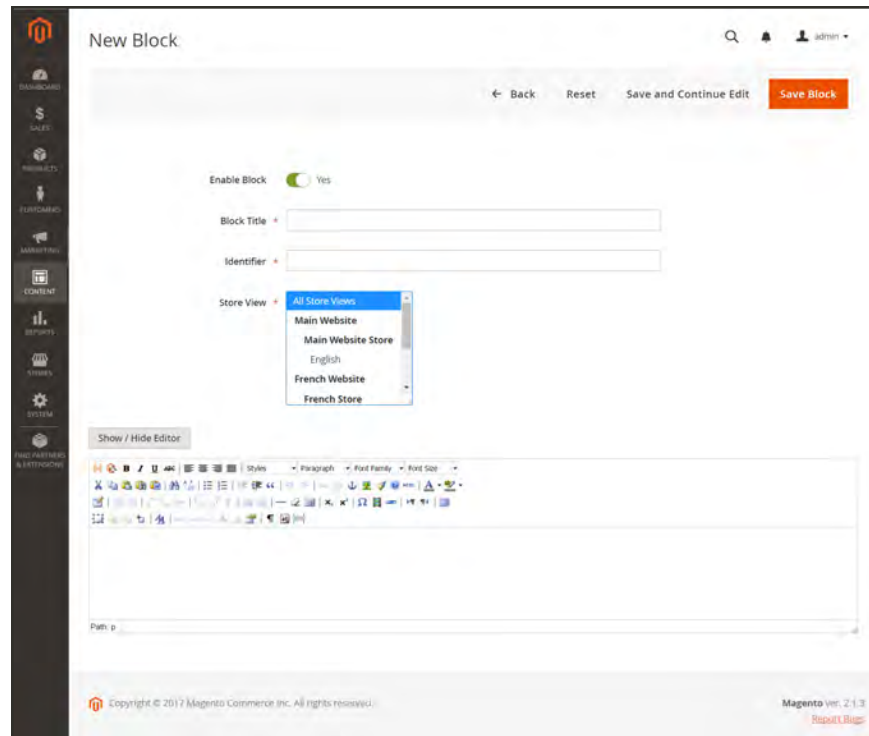 New Block
admin
DASHBOARD
← Back Reset Save and Continue Edit Save Block
$
SALES
PRODUCTS
Enable Block Yes
CUSTOMERS
Block Title *
MARKETING
Identifier *
CONTENT
Store View * All Store Views
Main Website
Main Website Store
English
French Website
French Store
REPORTS
STORES
SYSTEM
FIND PARTNERS
& EXTENSIONS
Show / Hide Editor
B I U ABC Styles Paragraph Font Family Font Size
Path: p
Copyright © 2017 Magento Commerce Inc. All rights reserved.
Magento ver. 2.1.3
Report Bugs